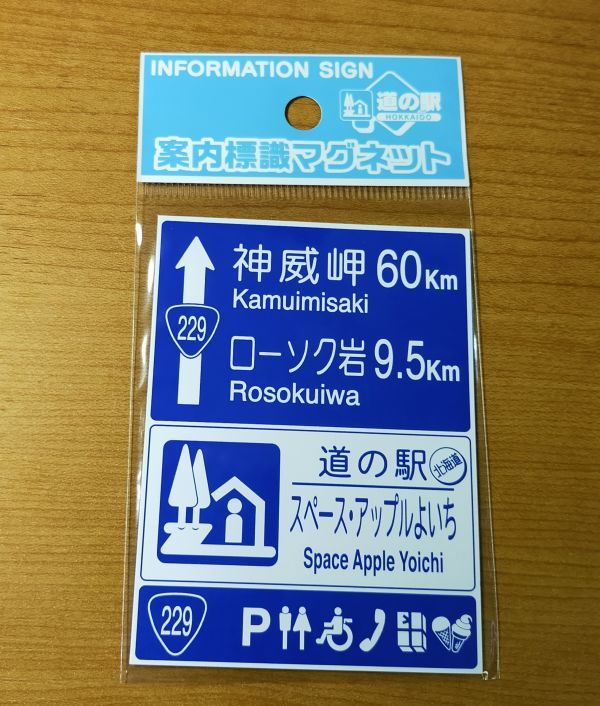 INFORMATION SIGN
道の駅
HOKKAIDO
案内標識マグネット
神威岬 60Km
Kamuimisaki
229
ローソク岩 9.5Km
Rosokuiwa
道の駅 北海道
スペース・アップルよいち
Space Apple Yoichi
229 P